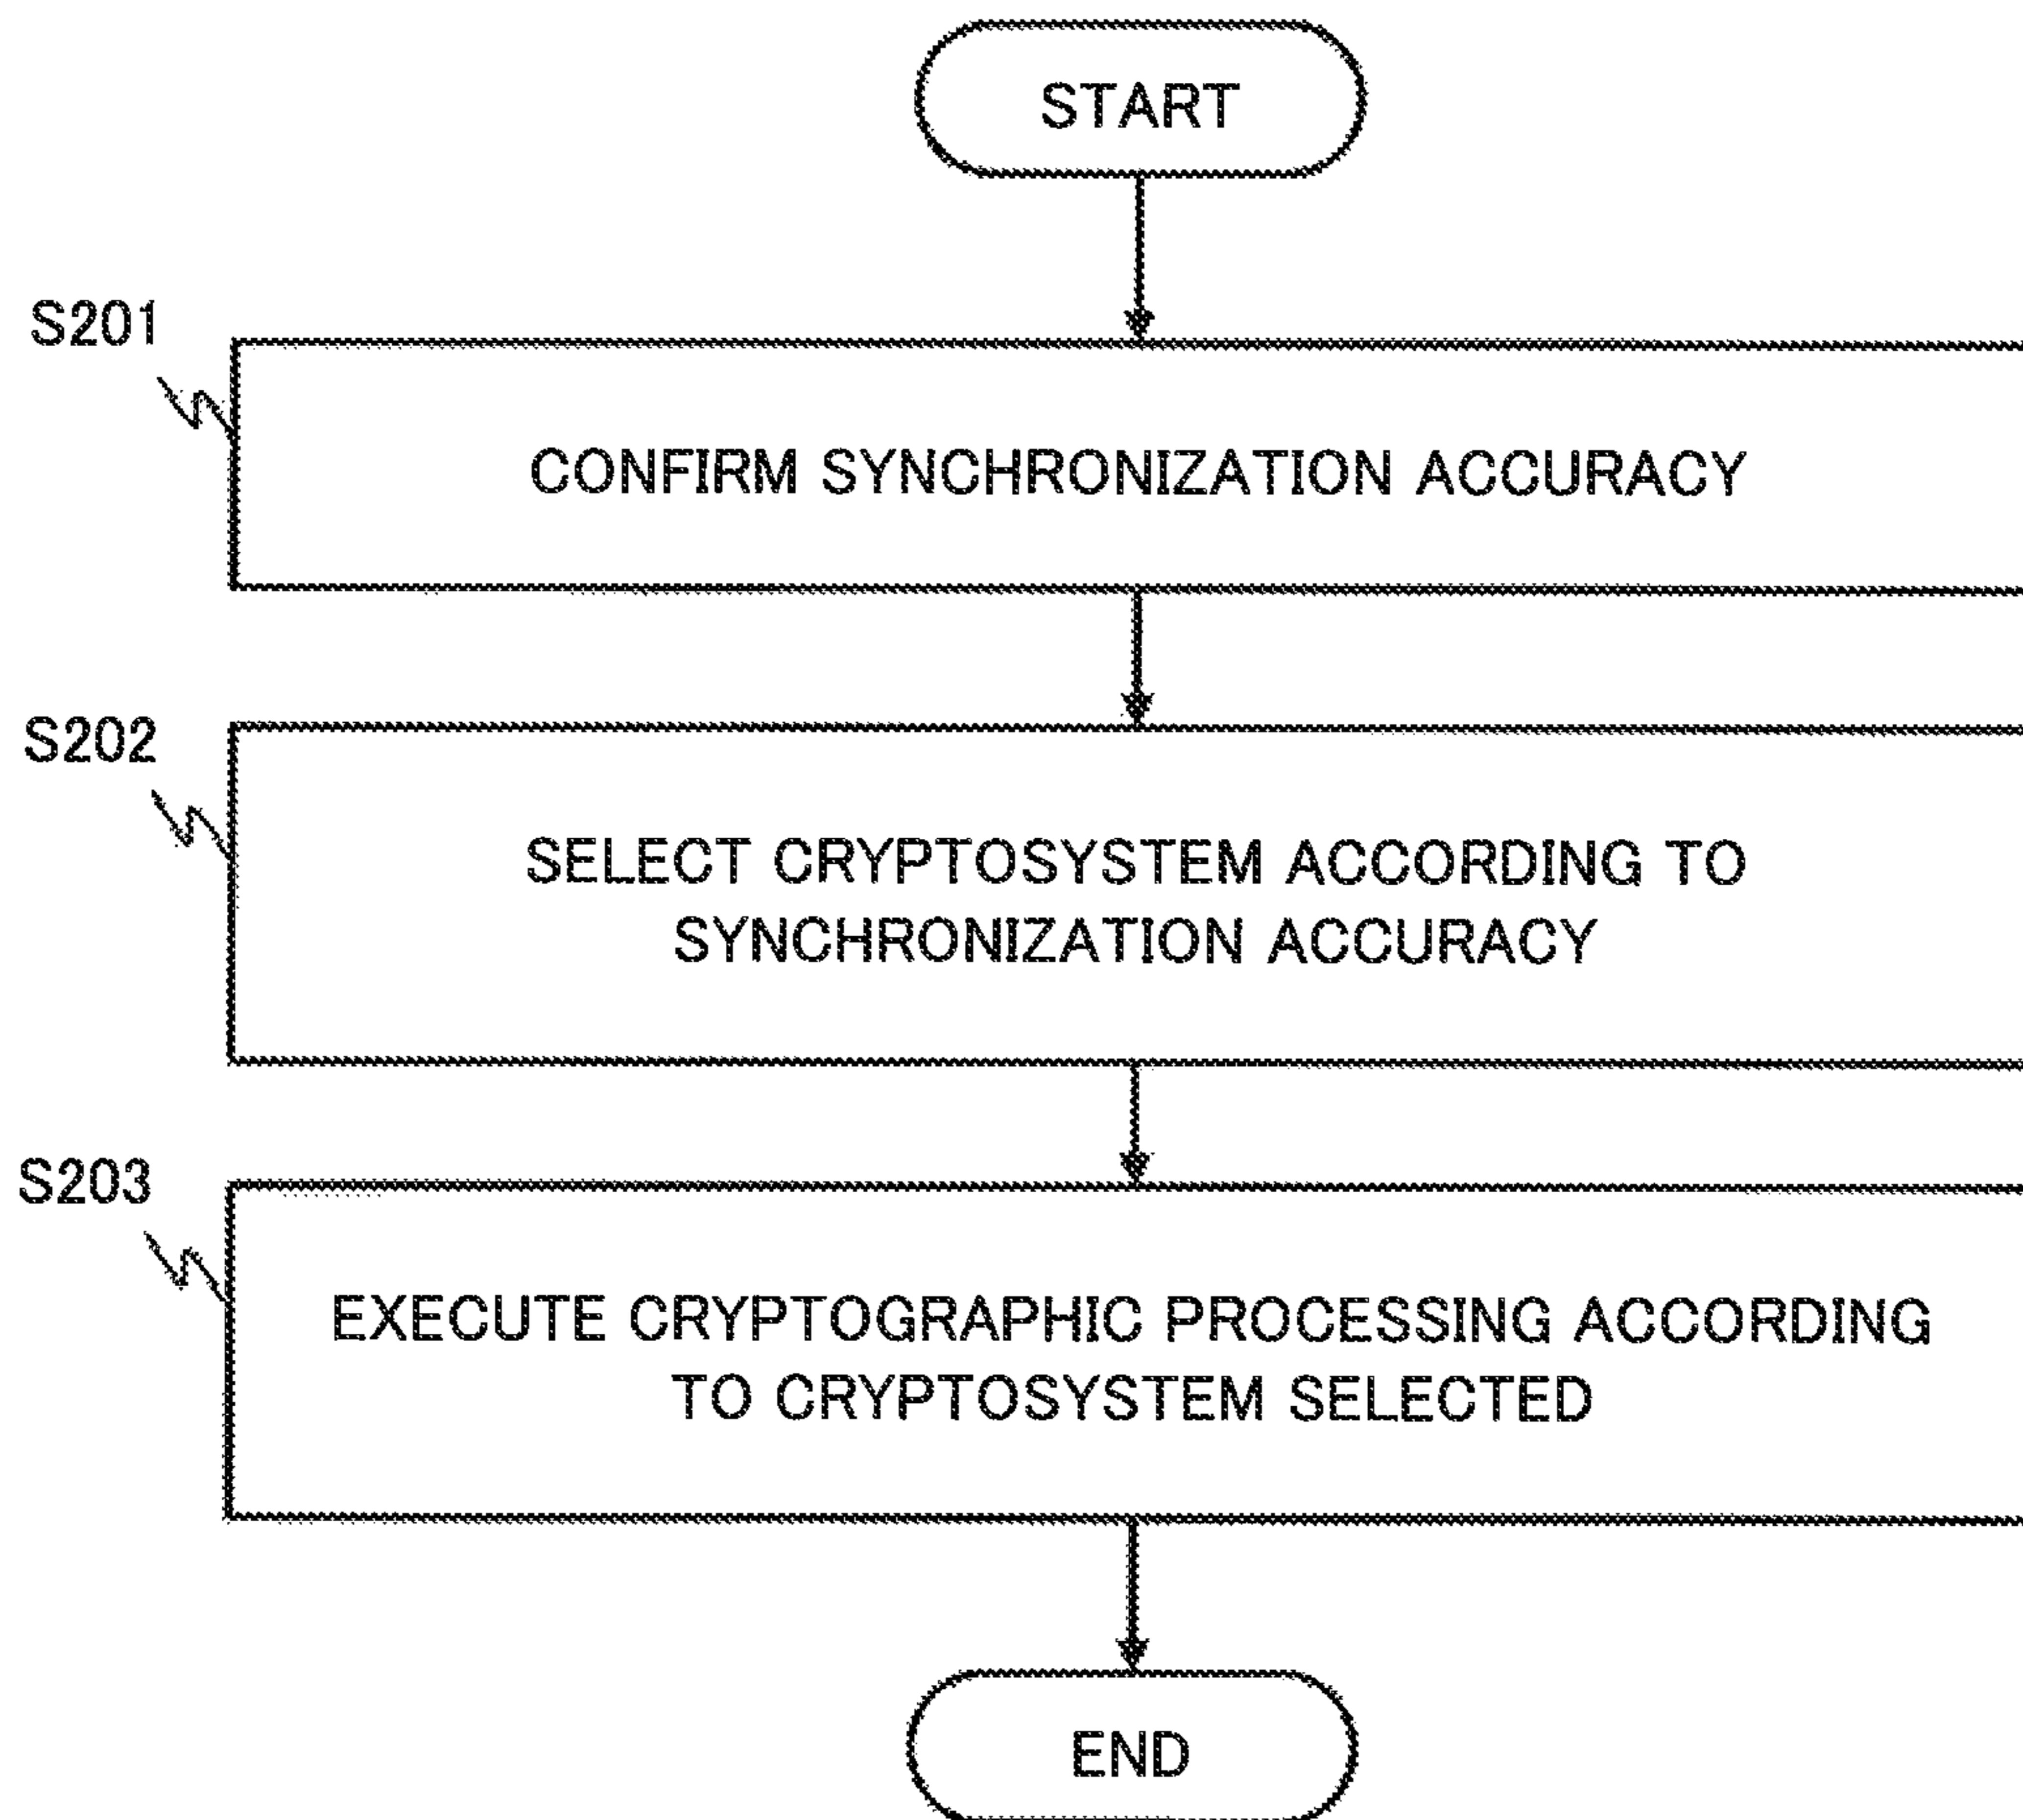 START
S201
CONFIRM SYNCHRONIZATION ACCURACY
S202
SELECT CRYPTOSYSTEM ACCORDING TO
SYNCHRONIZATION ACCURACY
S203
EXECUTE CRYPTOGRAPHIC PROCESSING ACCORDING
TO CRYPTOSYSTEM SELECTED
END